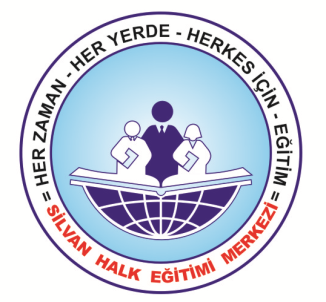 = HER ZAMAN - HER YERDE - HERKES İÇİN - EĞİTİM =
SİLVAN HALK EĞİTİMİ MERKEZİ